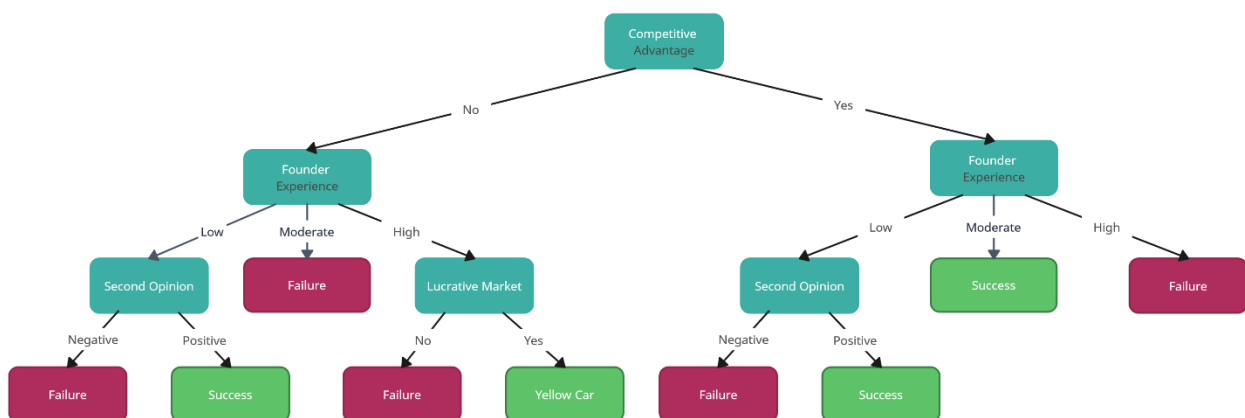 Competitive
Advantage
No
Yes
Founder
Experience
Founder
Experience
Low
Moderate
High
Low
Moderate
High
Second Opinion
Failure
Lucrative Market
Second Opinion
Success
Failure
Negative
Positive
No
Yes
Negative
Positive
Failure
Success
Failure
Yellow Car
Failure
Success